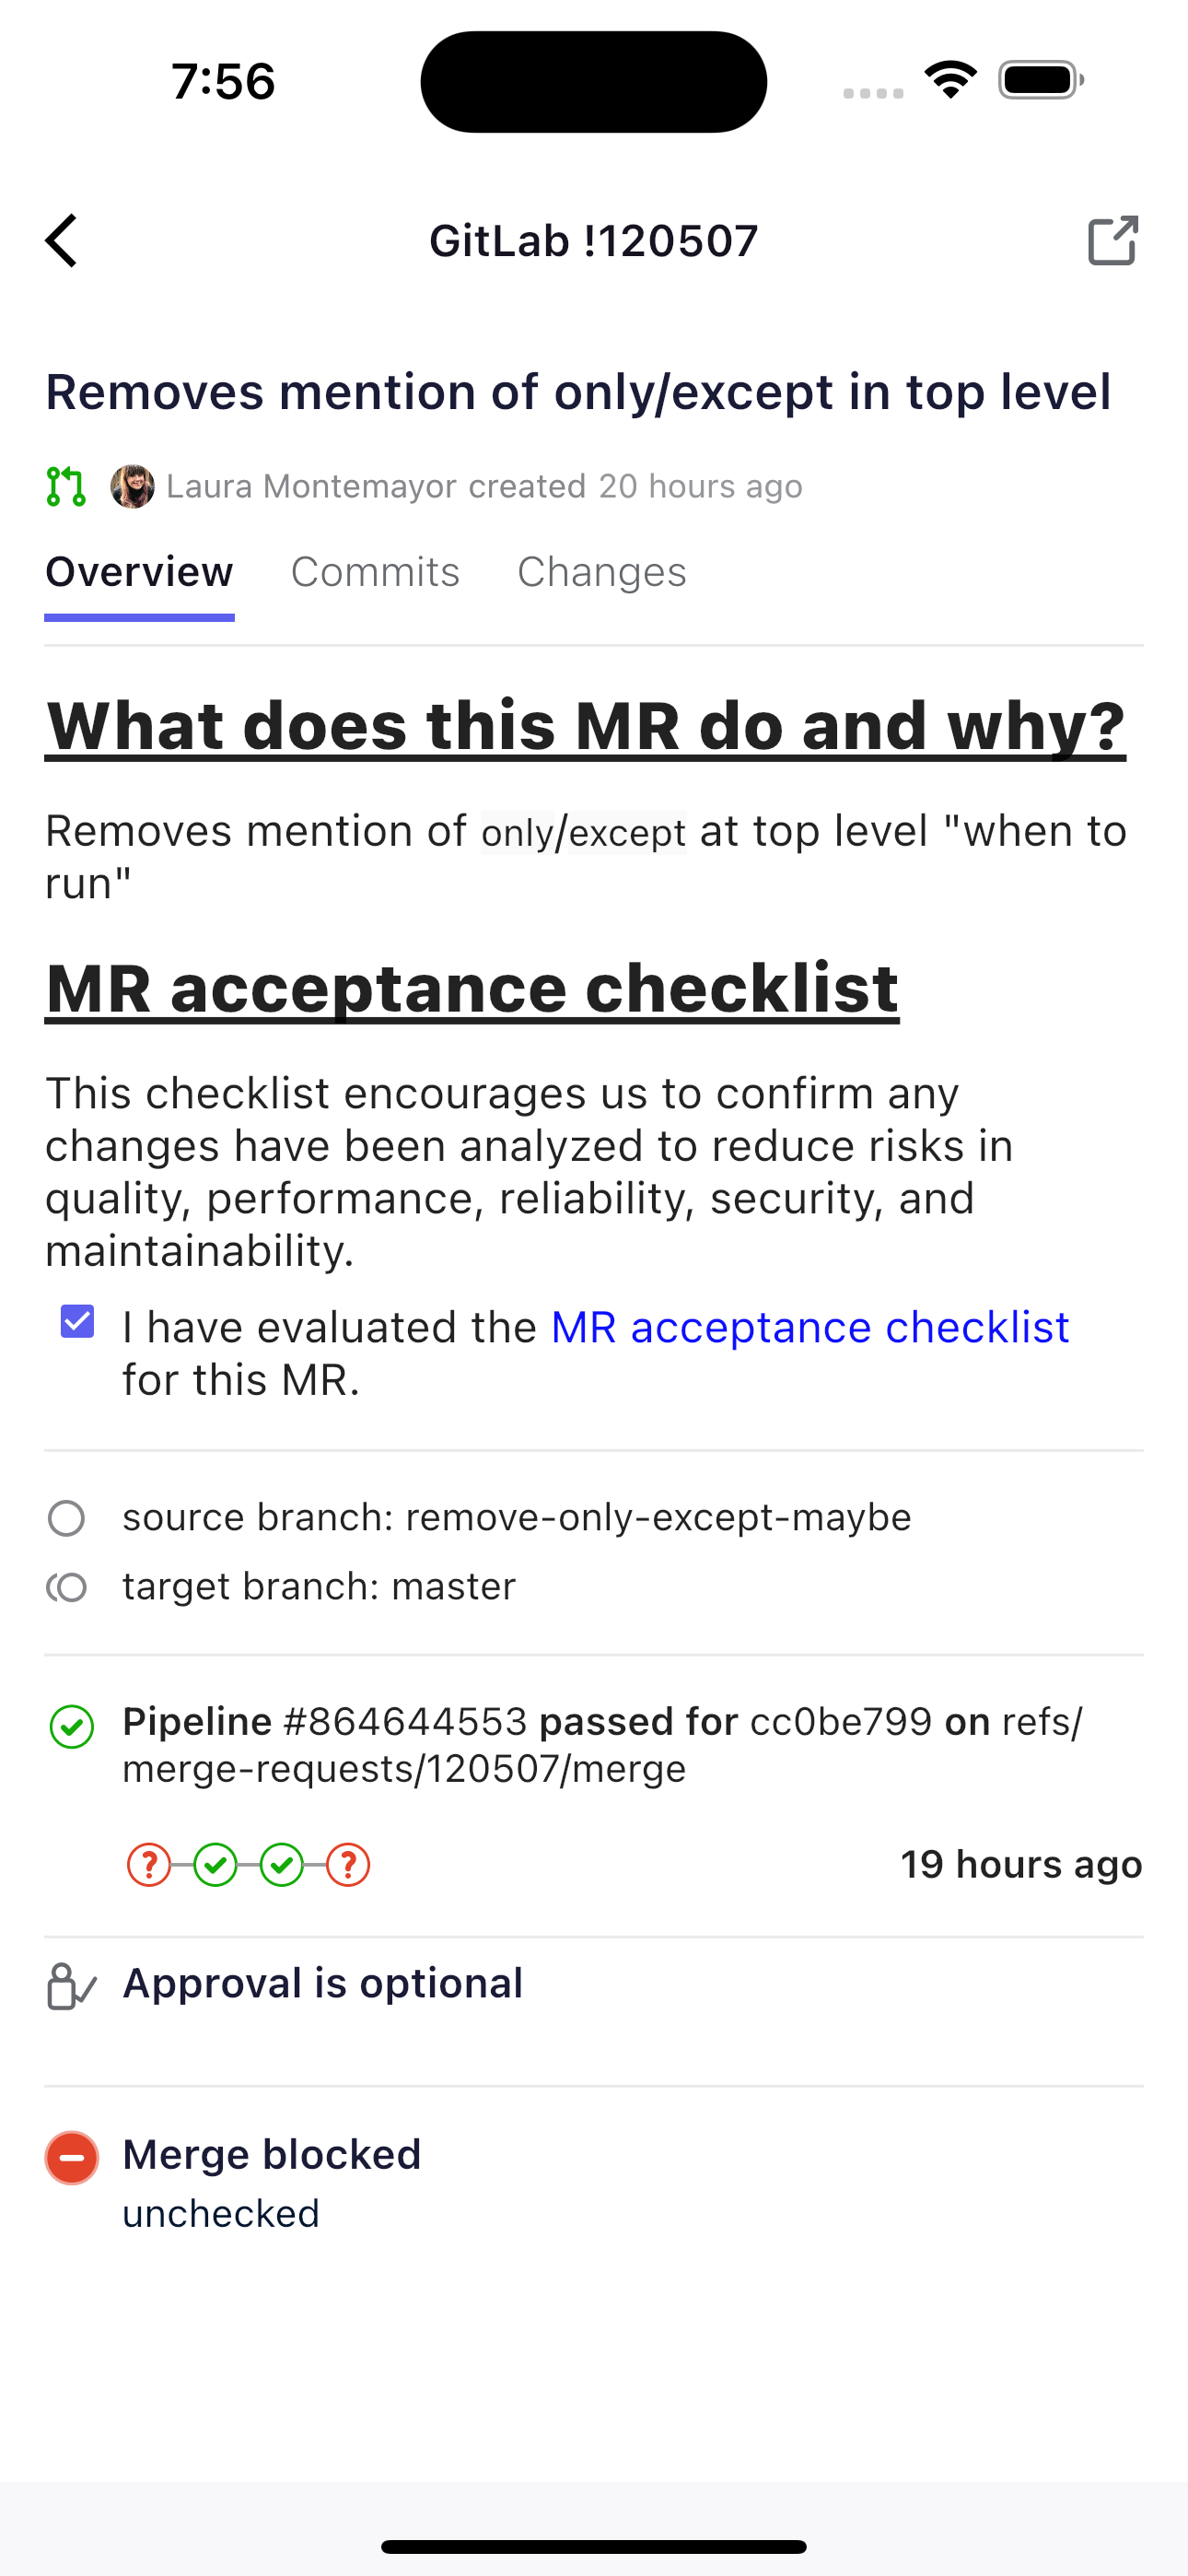 7:56
GitLab !120507
Removes mention of only/except in top level
Laura Montemayor created 20 hours ago
Overview Commits Changes
What does this MR do and why?
Removes mention of only/except at top level "when to
run"
MR acceptance checklist
This checklist encourages us to confirm any
changes have been analyzed to reduce risks in
quality, performance, reliability, security, and
maintainability.
I have evaluated the MR acceptance checklist
for this MR.
source branch: remove-only-except-maybe
target branch: master
Pipeline #864644553 passed for cc0be799 on refs/
merge-requests/120507/merge
? ? 19 hours ago
Approval is optional
Merge blocked
unchecked